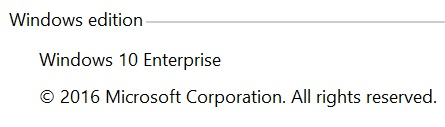 Windows edition
Windows 10 Enterprise
© 2016 Microsoft Corporation. All rights reserved.